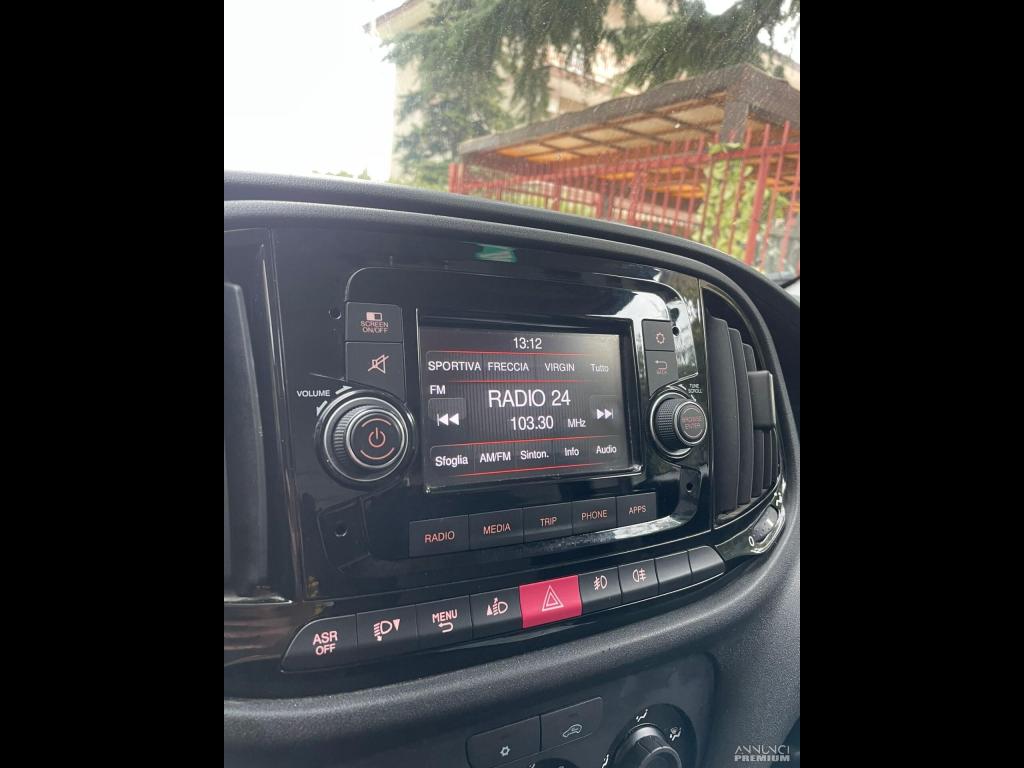 SCREEN
ON/OFF
13:12
SPORTIVA FRECCIA VIRGIN Tutto
FM
RADIO 24
103.30 MHz
Sfoglia AM/FM Sinton. Info Audio
VOLUME
TUNE
SCROLL
BROWSE
ENTER
RADIO MEDIA TRIP PHONE APPS
0
ASR
OFF
MENU
ANNUNCI
PREMIUM